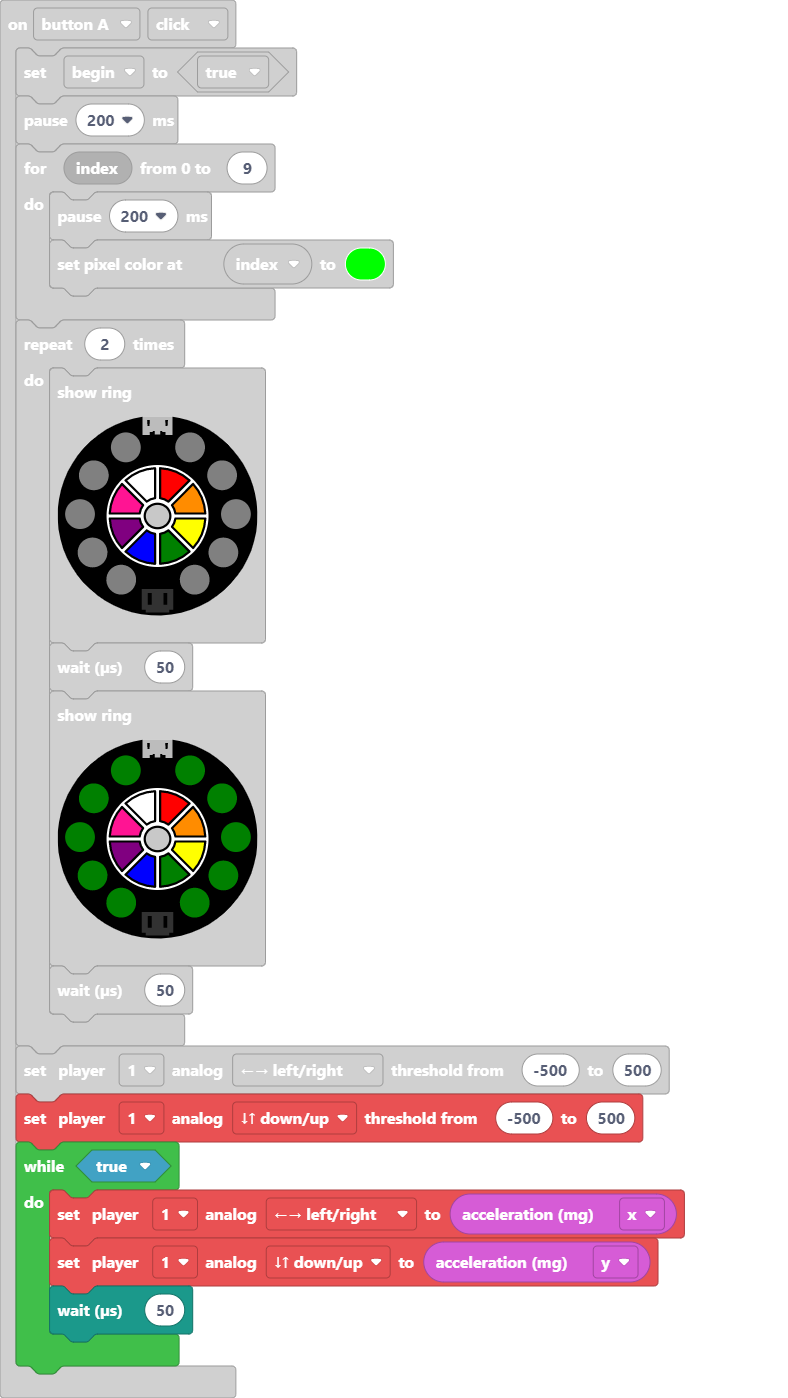 on button A click
set begin to true
pause 200 ms
for index from 0 to 9
do
pause 200 ms
set pixel color at index to
repeat 2 times
do
show ring
wait (µs) 50
show ring
wait (µs) 50
set player 1 analog ←→ left/right threshold from -500 to 500
set player 1 analog ↓↑ down/up threshold from -500 to 500
while true
do
set player 1 analog ←→ left/right to acceleration (mg) x
set player 1 analog ↓↑ down/up to acceleration (mg) y
wait (µs) 50